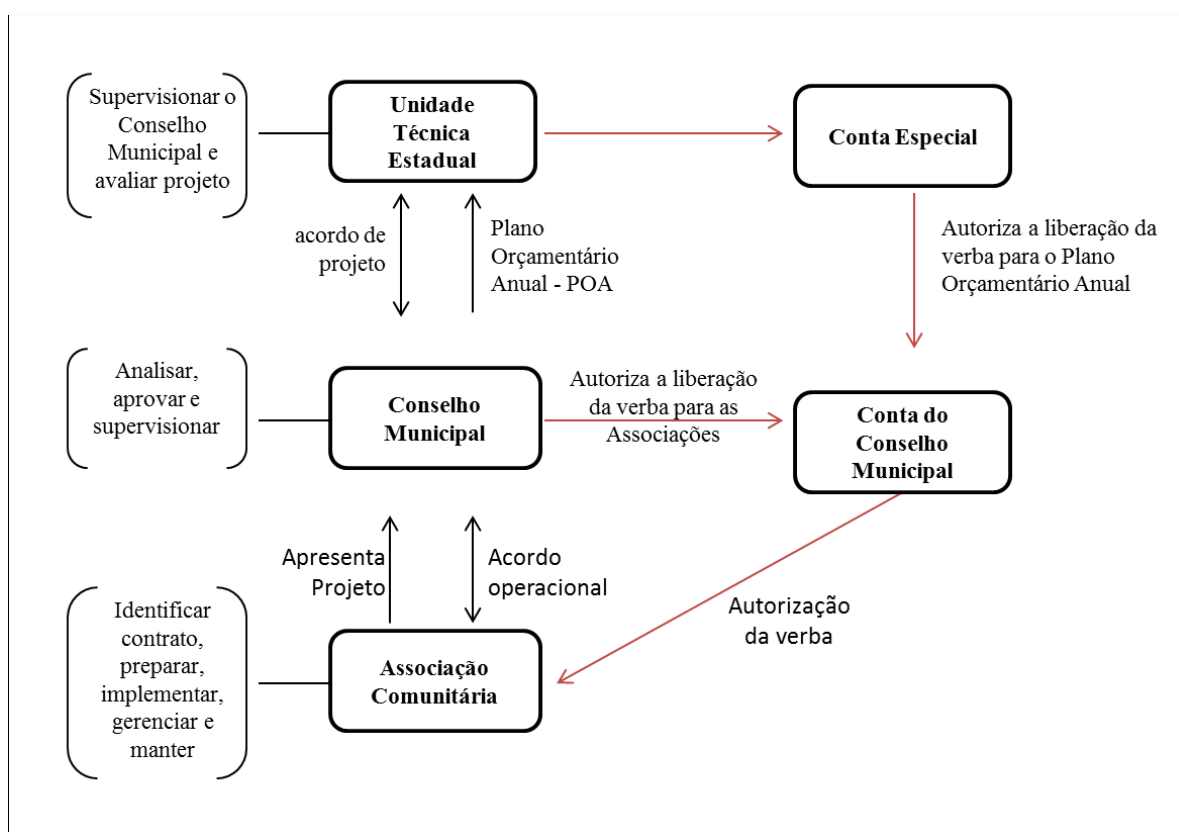 Supervisionar o
Conselho
Municipal e
avaliar projeto
Unidade
Técnica
Estadual
Conta Especial
acordo de
projeto
Plano
Orçamentário
Anual - POA
Autoriza a liberação da
verba para o Plano
Orçamentário Anual
Analisar,
aprovar e
supervisionar
Conselho
Municipal
Autoriza a liberação
da verba para as
Associações
Conta do
Conselho
Municipal
Apresenta
Projeto
Acordo
operacional
Autorização
da verba
Identificar
contrato,
preparar,
implementar,
gerenciar e
manter
Associação
Comunitária